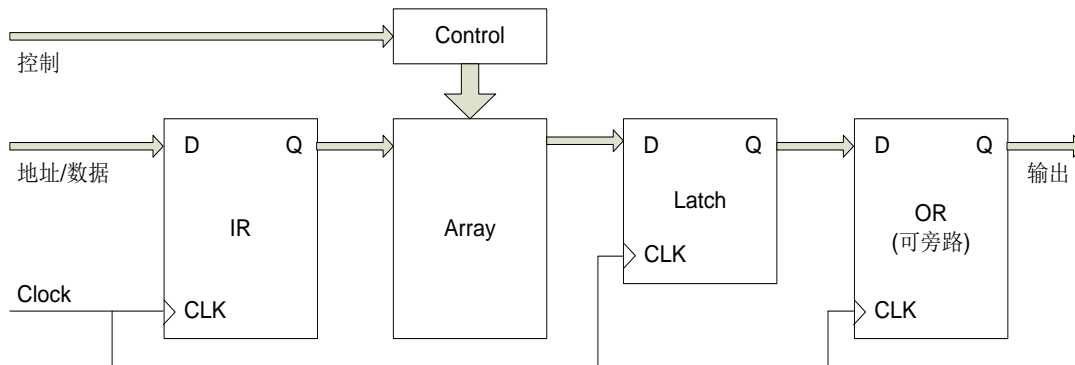 Control
控制
D
Q
地址/数据
IR
Array
D
Q
Latch
CLK
D
Q
输出
OR
(可旁路)
Clock
CLK
CLK